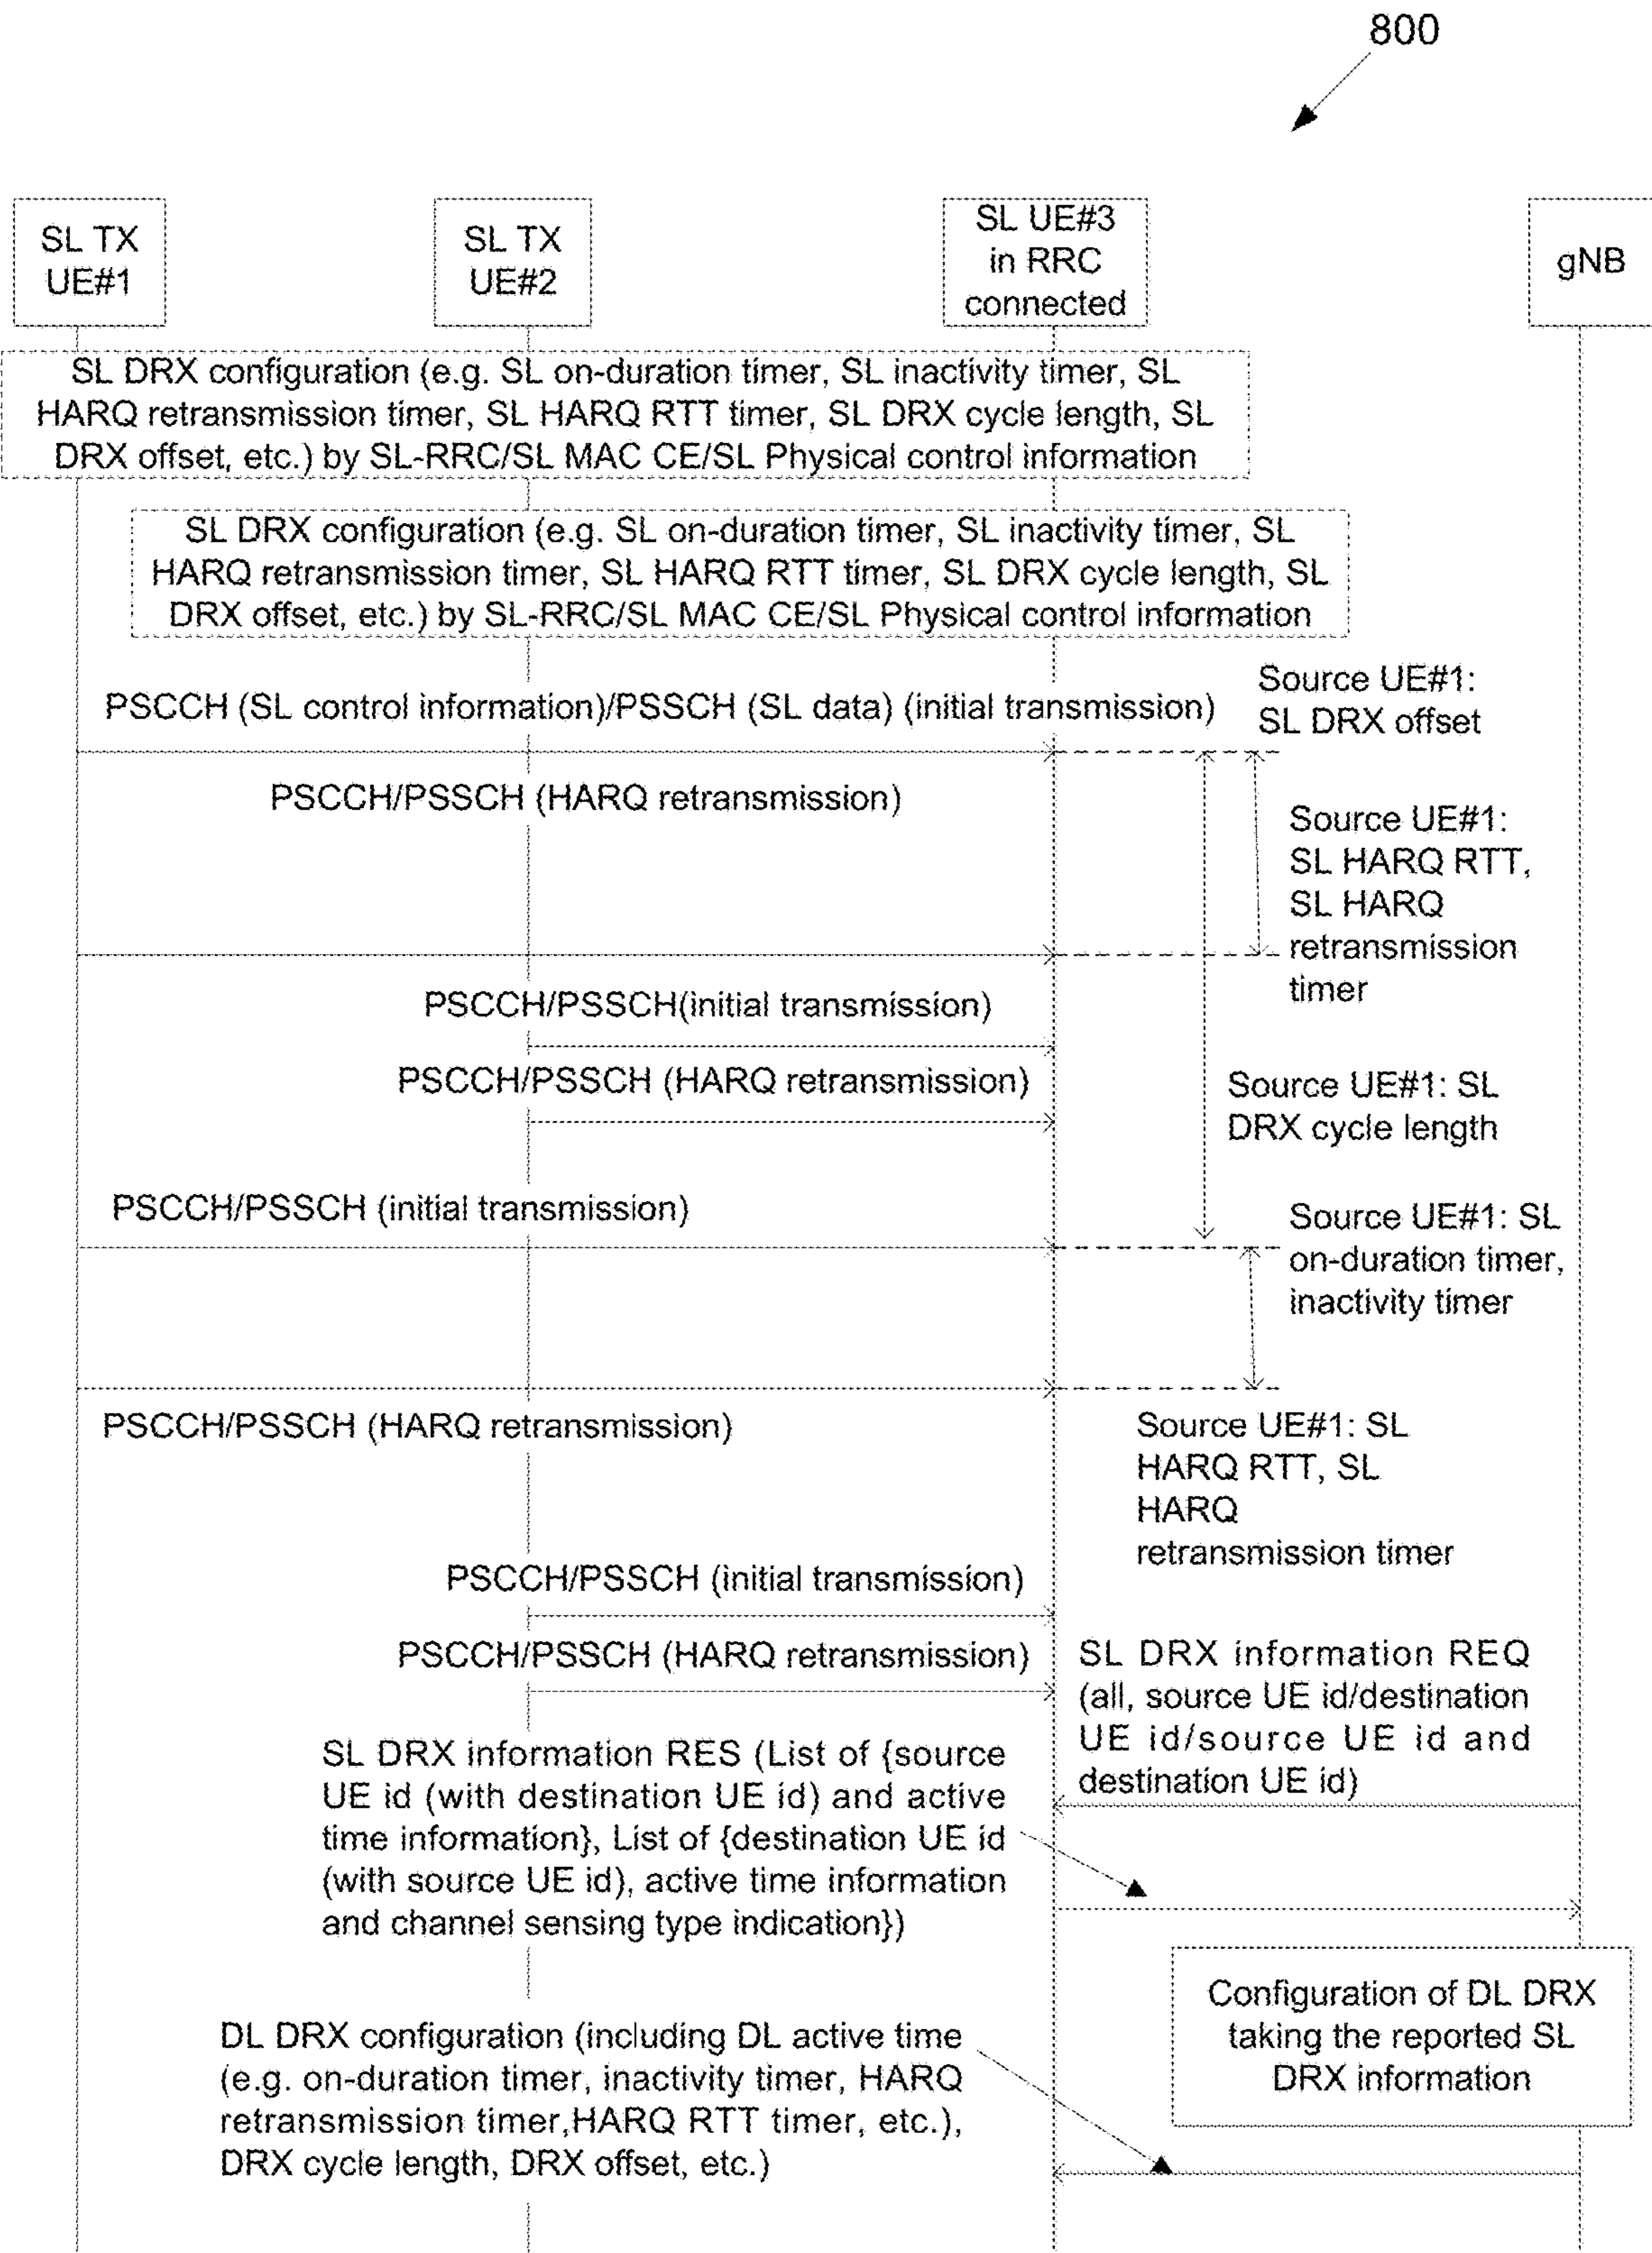 800
SL TX
UE#1
SL TX
UE#2
SL UE#3
in RRC
connected
gNB
SL DRX configuration (e.g. SL on-duration timer, SL inactivity timer, SL
HARQ retransmission timer, SL HARQ RTT timer, SL DRX cycle length, SL
DRX offset, etc.) by SL-RRC/SL MAC CE/SL Physical control information
SL DRX configuration (e.g. SL on-duration timer, SL inactivity timer, SL
HARQ retransmission timer, SL HARQ RTT timer, SL DRX cycle length, SL
DRX offset, etc.) by SL-RRC/SL MAC CE/SL Physical control information
PSCCH (SL control information)/PSSCH (SL data) (initial transmission)
Source UE#1:
SL DRX offset
PSCCH/PSSCH (HARQ retransmission)
Source UE#1:
SL HARQ RTT,
SL HARQ
retransmission
timer
PSCCH/PSSCH(initial transmission)
PSCCH/PSSCH (HARQ retransmission)
Source UE#1: SL
DRX cycle length
PSCCH/PSSCH (initial transmission)
Source UE#1: SL
on-duration timer,
inactivity timer
PSCCH/PSSCH (HARQ retransmission)
Source UE#1: SL
HARQ RTT, SL
HARQ
retransmission timer
PSCCH/PSSCH (initial transmission)
PSCCH/PSSCH (HARQ retransmission)
SL DRX information REQ
(all, source UE id/destination
UE id/source UE id and
destination UE id)
SL DRX information RES (List of {source
UE id (with destination UE id) and active
time information}, List of {destination UE id
(with source UE id), active time information
and channel sensing type indication})
Configuration of DL DRX
taking the reported SL
DRX information
DL DRX configuration (including DL active time
(e.g. on-duration timer, inactivity timer, HARQ
retransmission timer,HARQ RTT timer, etc.),
DRX cycle length, DRX offset, etc.)